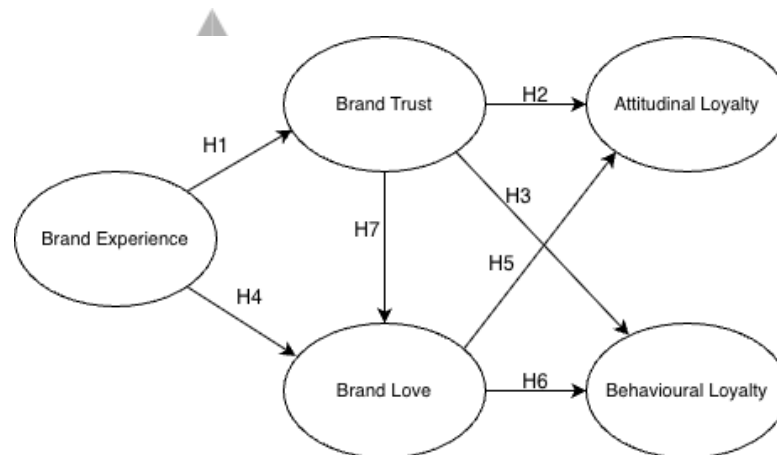 Brand Trust
H2
Attitudinal Loyalty
H1
H3
Brand Experience
H7
H5
H4
Brand Love
H6
Behavioural Loyalty